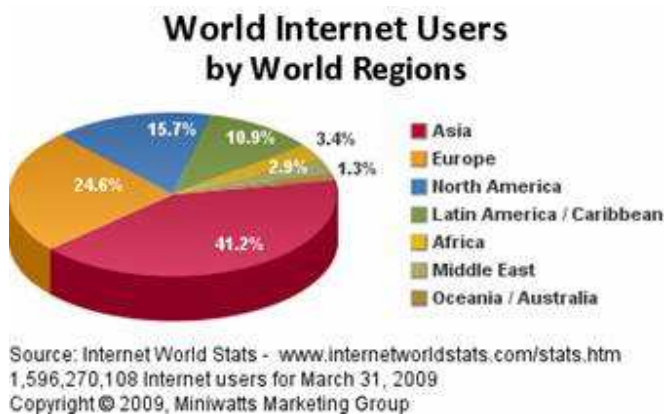 World Internet Users
by World Regions
15.7%
10.9%
3.4%
2.9%
1.3%
24.6%
41.2%
Asia
Europe
North America
Latin America / Caribbean
Africa
Middle East
Oceania / Australia
Source: Internet World Stats - www.internetworldstats.com/stats.htm
1,596,270,108 Internet users for March 31, 2009
Copyright © 2009, Miniwatts Marketing Group